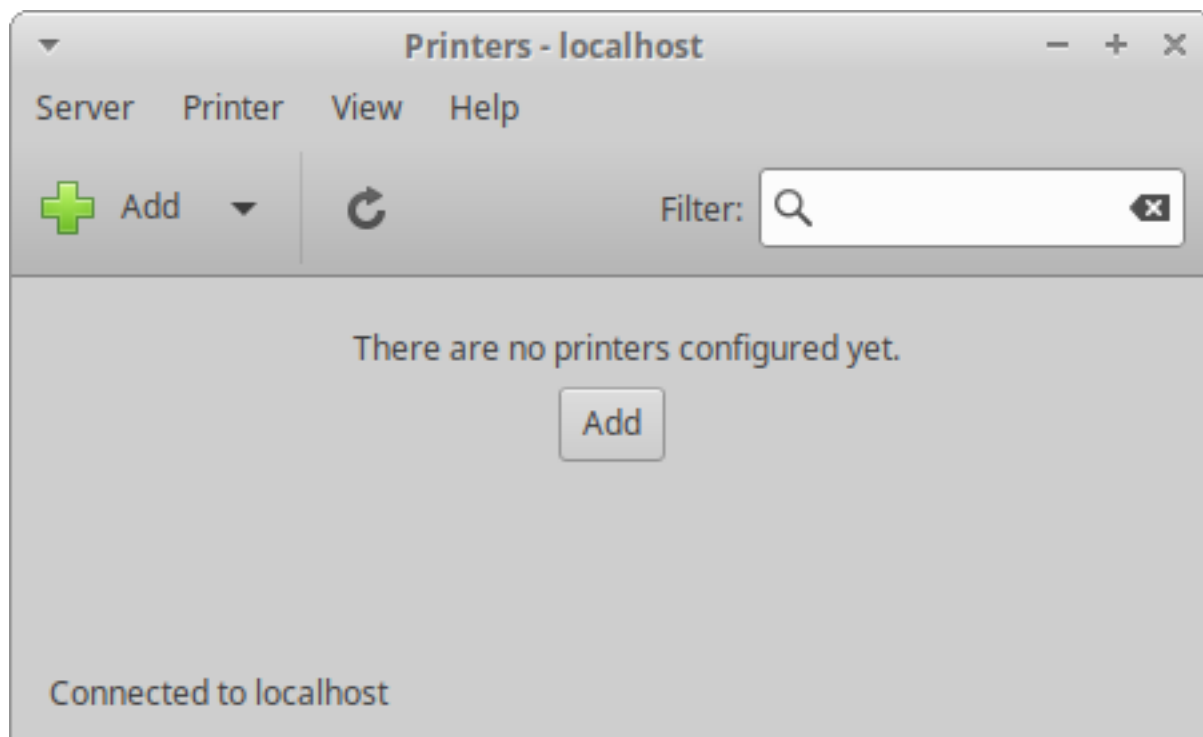 Printers - localhost
Server Printer View Help
Add Filter:
There are no printers configured yet.
Add
Connected to localhost